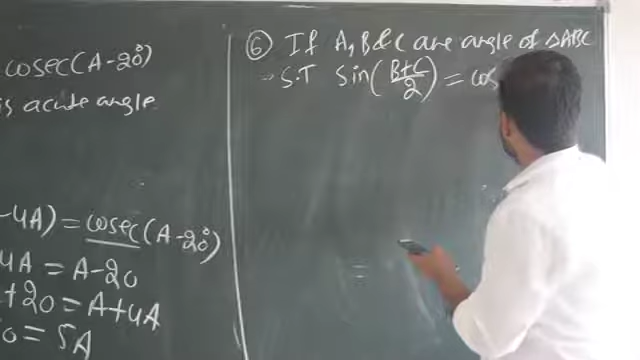 cosec(A-20°)
is acute angle
-4A) = cosec(A-20°)
4A = A-20
+20 = A+4A
0 = 5A
⑥ If A, B & C are angle of △ABC
- S.T sin(B+C/2) = cos
=